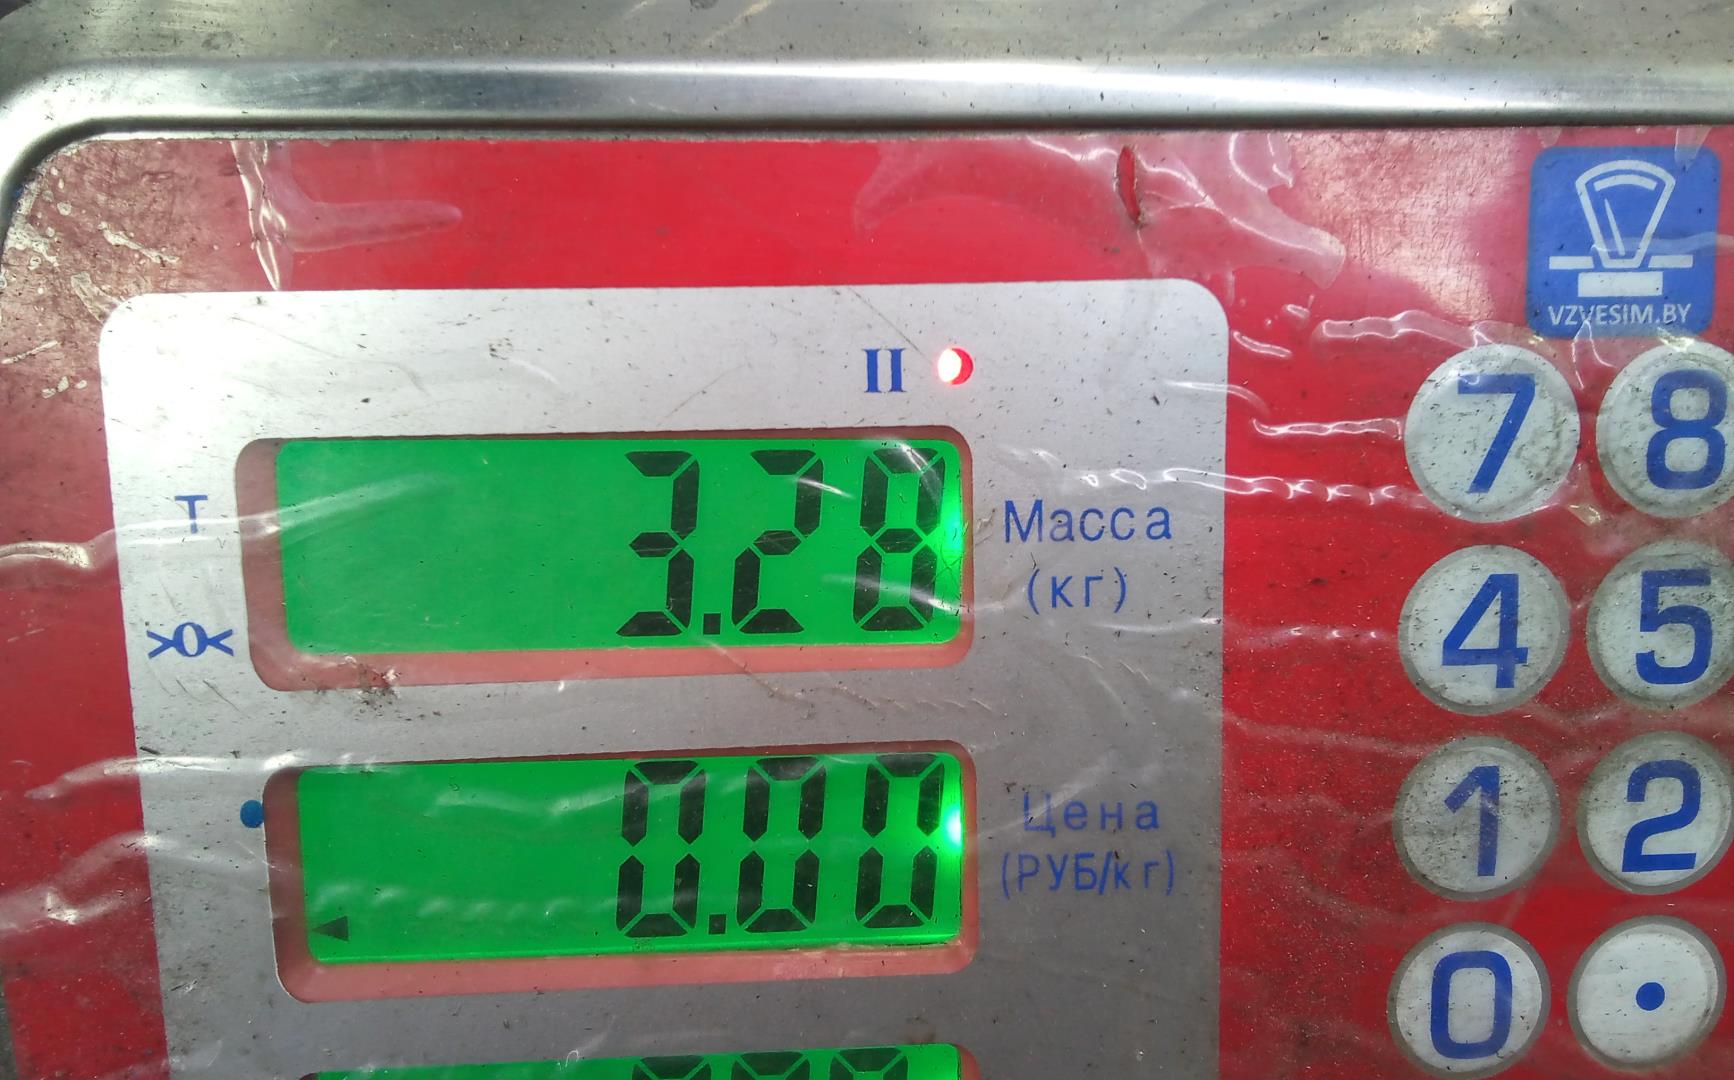 VZVESIM.BY
II
7 8
3.28
Масса
(кг)
T
>0<
4 5
0.00
Цена
(РУБ/кг)
1 2
0 .